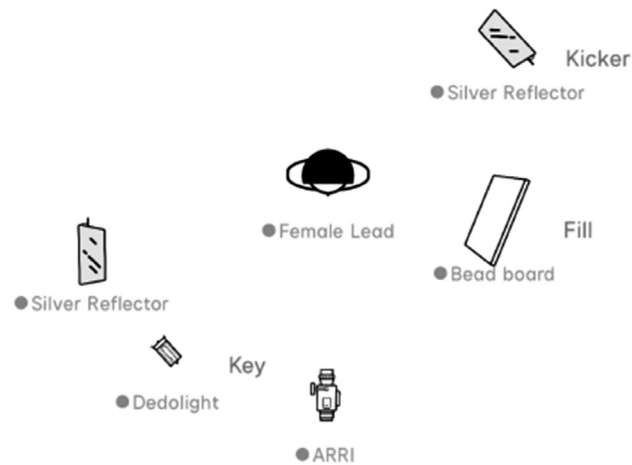 Kicker
Silver Reflector
Female Lead
Fill
Bead board
Silver Reflector
Key
Dedolight
ARRI